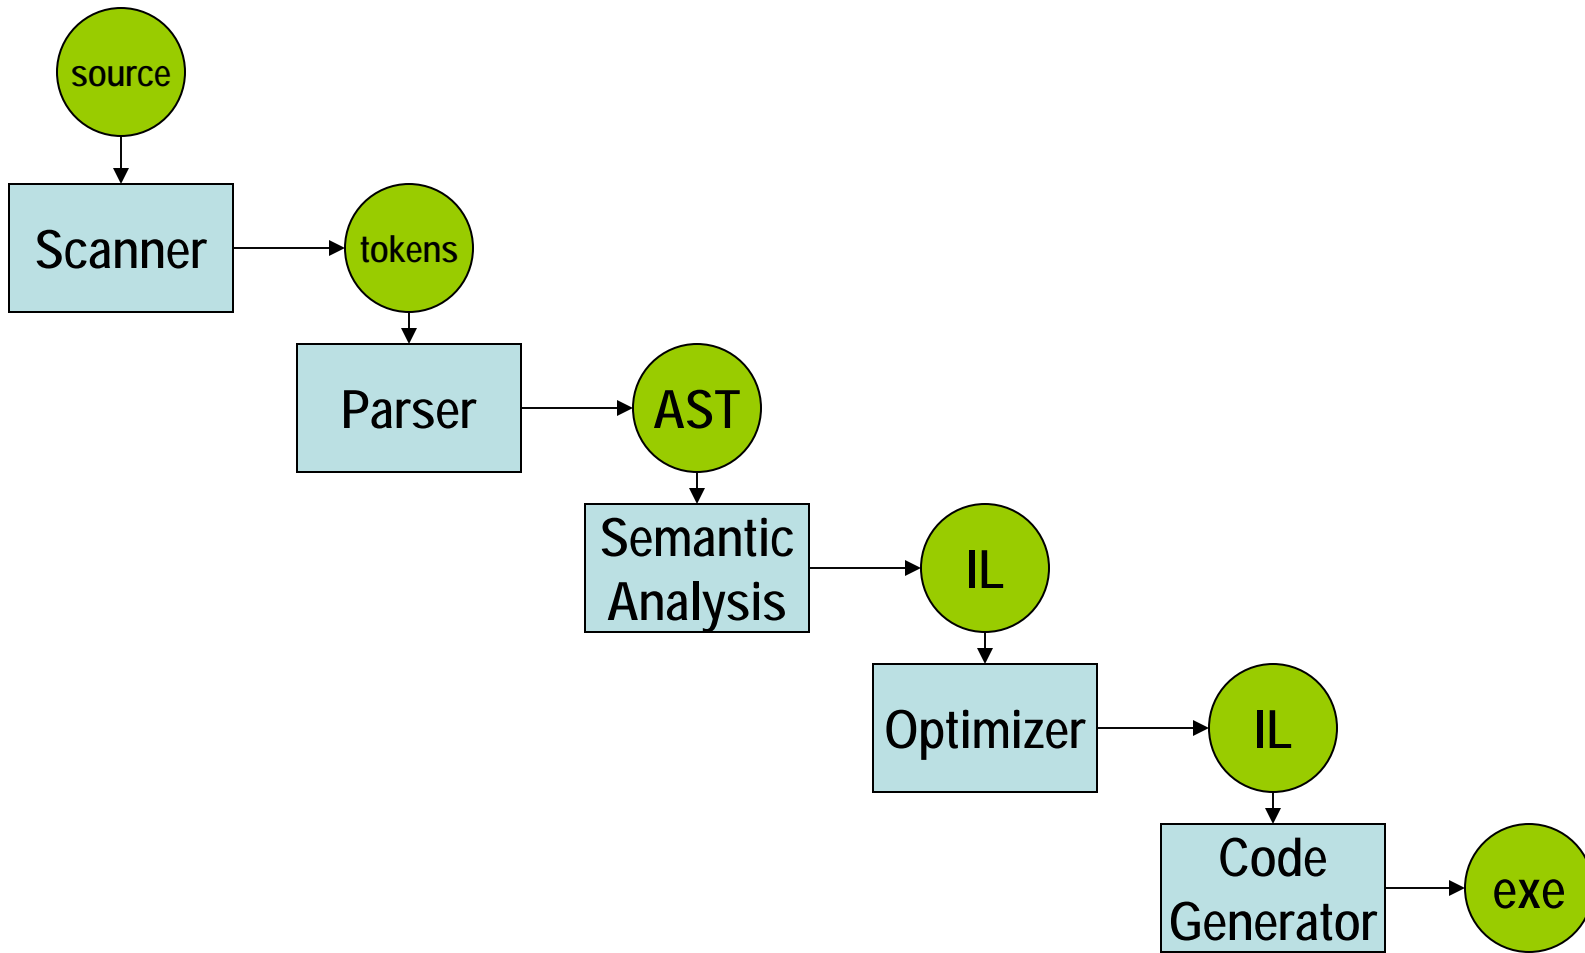 source
Scanner
tokens
Parser
AST
Semantic
Analysis
IL
Optimizer
IL
Code
Generator
exe